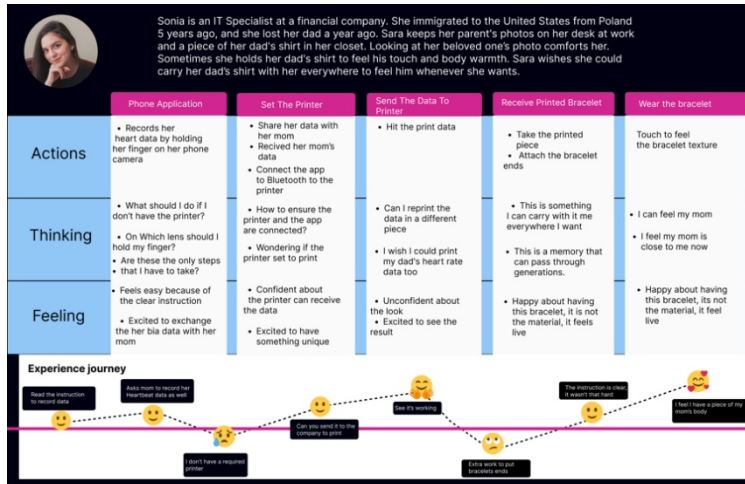 Sonia is an IT Specialist at a financial company. She immigrated to the United States from Poland
5 years ago, and she lost her dad a year ago. Sara keeps her parent's photos on her desk at work
and a piece of her dad's shirt in her closet. Looking at her beloved one's photo comforts her.
Sometimes she holds her dad's shirt to feel his touch and body warmth. Sara wishes she could
carry her dad's shirt with her everywhere to feel him whenever she wants.
Phone Application
Set The Printer
Send The Data To
Printer
Receive Printed Bracelet
Wear the bracelet
Actions
• Records her
heart data by holding
her finger on her phone
camera
• Share her data with
her mom
• Recived her mom's
data
• Connect the app
to Bluetooth to the
printer
• Hit the print data
• Take the printed
piece
• Attach the bracelet
ends
Touch to feel
the bracelet texture
Thinking
• What should I do if
I don't have the printer?
• On Which lens should I
hold my finger?
• Are these the only steps
• that I have to take?
• How to ensure the
printer and the app
are connected?
• Wondering if the
printer set to print
• Can I reprint the
data in a different
piece
• I wish I could print
my dad's heart rate
data too
• This is something
I can carry with it me
everywhere I want
• This is a memory that
can pass through
generations.
• I can feel my mom
• I feel my mom is
close to me now
Feeling
• Feels easy because of
the clear instruction
• Excited to exchange
the her bia data with her
mom
• Confident about
the printer can receive
the data
• Excited to have
something unique
• Unconfident about
the look
• Excited to see the
result
• Happy about having
this bracelet, it is not
the material, it feels
live
• Happy about having
this bracelet, its not
the material, it feel
live
Experience journey
Read the instruction
to record data
Asks mom to record her
Heartbeat data as well
I don't have a required
printer
Can you send it to the
company to print
See it's working
Extra work to put
bracelets ends
The instruction is clear,
it wasn't that hard
I feel I have a piece of my
mom's body